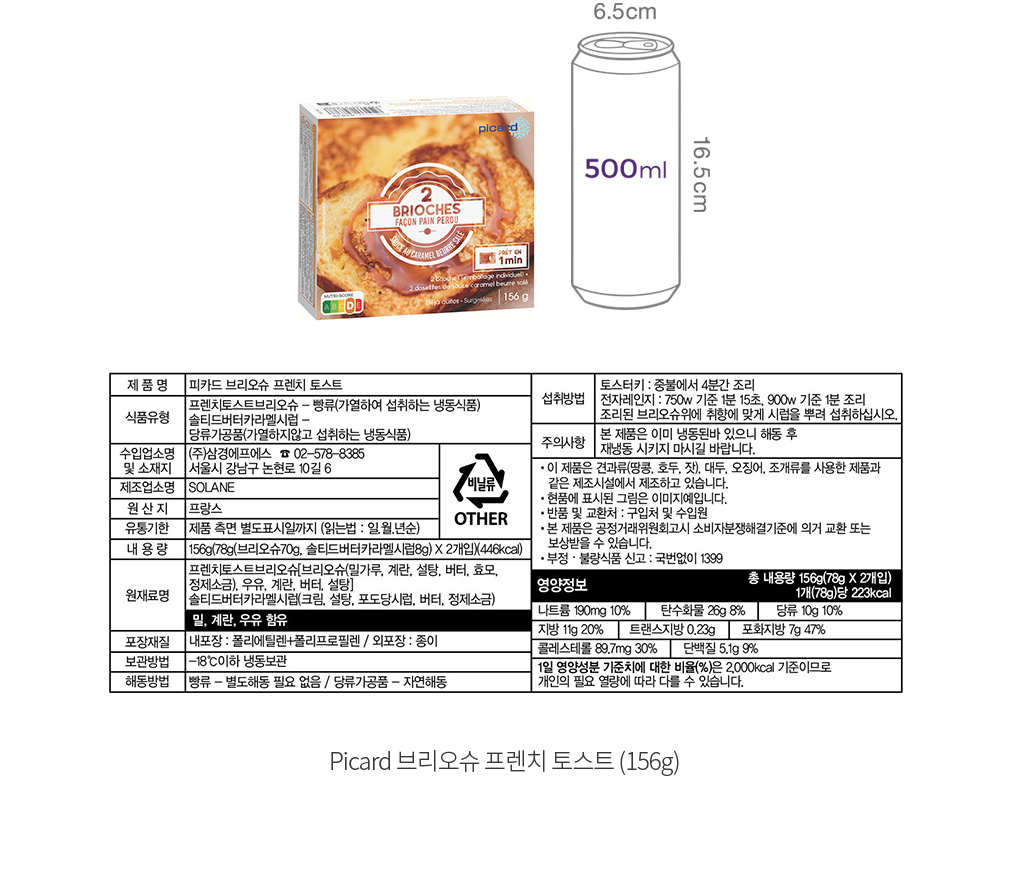 6.5cm
picard
500ml
16.5cm
2
BRIOCHES
FAÇON PAIN PERDU
SAUCE AU CARAMEL BEURRE SALÉ
PRÊT EN
1 min
2 brioches (emballage individuel) •
2 dosettes de sauce caramel beurre salé
Déjà cuites - Surgelées 156 g
NUTRI-SCORE
A B C D E
제 품 명 피카드 브리오슈 프렌치 토스트
식품유형 프렌치토스트브리오슈 – 빵류(가열하여 섭취하는 냉동식품)
솔티드버터카라멜시럽 –
당류가공품(가열하지않고 섭취하는 냉동식품)
수입업소명 및 소재지 (주)삼경에프에스 ☎ 02–578–8385
서울시 강남구 논현로 10길 6
제조업소명 SOLANE
원 산 지 프랑스
유통기한 제품 측면 별도표시일까지 (읽는법 : 일,월,년순)
비닐류
OTHER
내 용 량 156g(78g(브리오슈70g, 솔티드버터카라멜시럽8g) X 2개입)(446kcal)
원재료명 프렌치토스트브리오슈[브리오슈(밀가루, 계란, 설탕, 버터, 효모,
정제소금), 우유, 계란, 버터, 설탕]
솔티드버터카라멜시럽(크림, 설탕, 포도당시럽, 버터, 정제소금)
밀, 계란, 우유 함유
포장재질 내포장 : 폴리에틸렌+폴리프로필렌 / 외포장 : 종이
보관방법 –18℃이하 냉동보관
해동방법 빵류 – 별도해동 필요 없음 / 당류가공품 – 자연해동
섭취방법 토스터키 : 중불에서 4분간 조리
전자레인지 : 750w 기준 1분 15초, 900w 기준 1분 조리
조리된 브리오슈위에 취향에 맞게 시럽을 뿌려 섭취하십시오.
주의사항 본 제품은 이미 냉동된바 있으니 해동 후
재냉동 시키지 마시길 바랍니다.
• 이 제품은 견과류(땅콩, 호두, 잣), 대두, 오징어, 조개류를 사용한 제품과
같은 제조시설에서 제조하고 있습니다.
• 현품에 표시된 그림은 이미지예입니다.
• 반품 및 교환처 : 구입처 및 수입원
• 본 제품은 공정거래위원회고시 소비자분쟁해결기준에 의거 교환 또는
보상받을 수 있습니다.
• 부정 · 불량식품 신고 : 국번없이 1399
영양정보 총 내용량 156g(78g X 2개입)
1개(78g)당 223kcal
나트륨 190mg 10% 탄수화물 26g 8% 당류 10g 10%
지방 11g 20% 트랜스지방 0.23g 포화지방 7g 47%
콜레스테롤 89.7mg 30% 단백질 5.1g 9%
1일 영양성분 기준치에 대한 비율(%)은 2,000kcal 기준이므로
개인의 필요 열량에 따라 다를 수 있습니다.
Picard 브리오슈 프렌치 토스트 (156g)